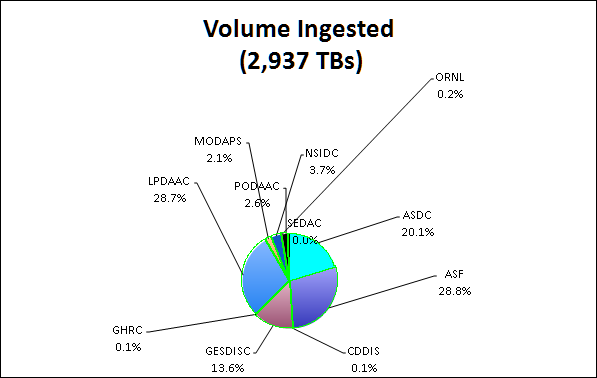 Volume Ingested
(2,937 TBs)
ORNL
0.2%
MODAPS
2.1%
NSIDC
3.7%
LPDAAC
28.7%
PODAAC
2.6%
SEDAC
0.0%
ASDC
20.1%
ASF
28.8%
GHRC
0.1%
GESDISC
13.6%
CDDIS
0.1%